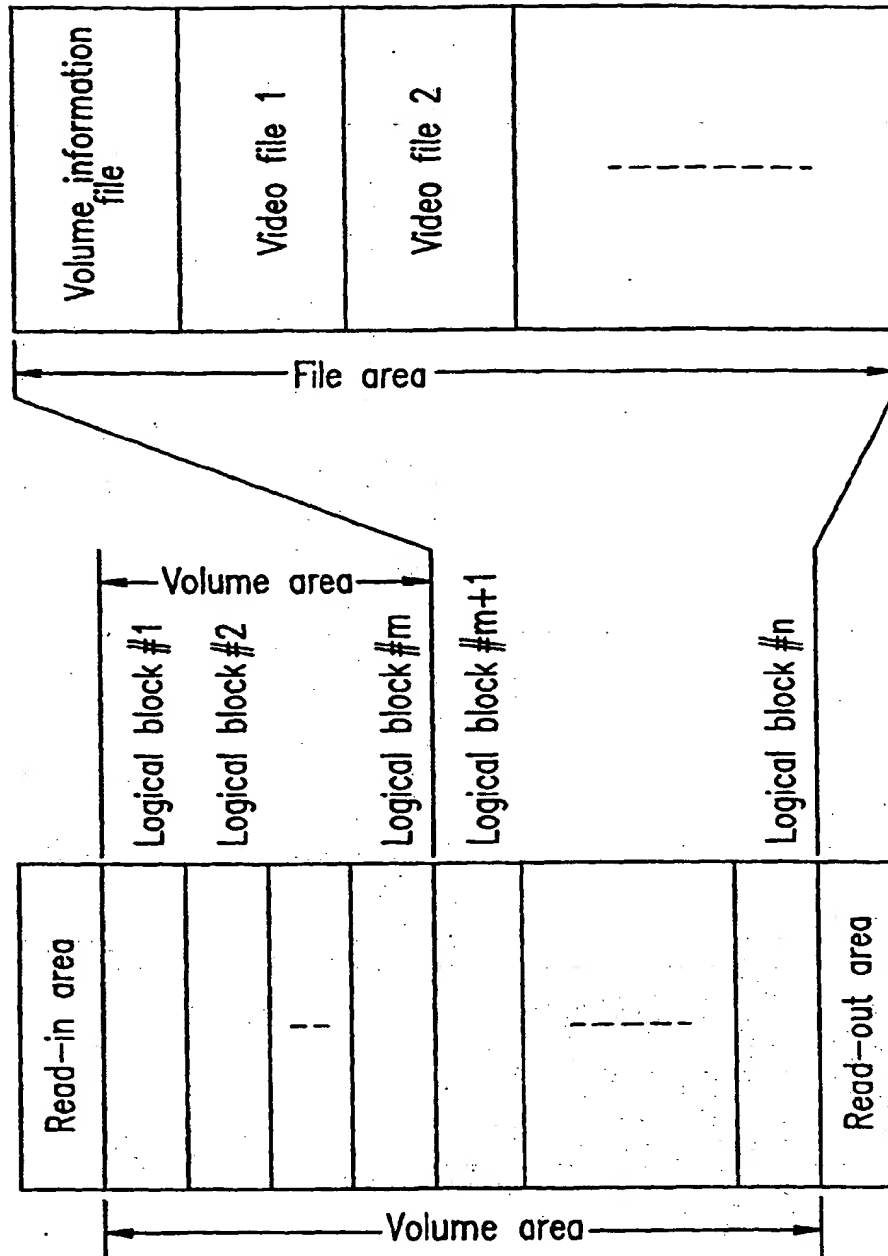 Volume information
file
Video file 1
Video file 2
File area
Volume area
Logical block #1
Logical block #2
Logical block #m
Logical block #m+1
Logical block #n
Read-in area
Read-out area
Volume area